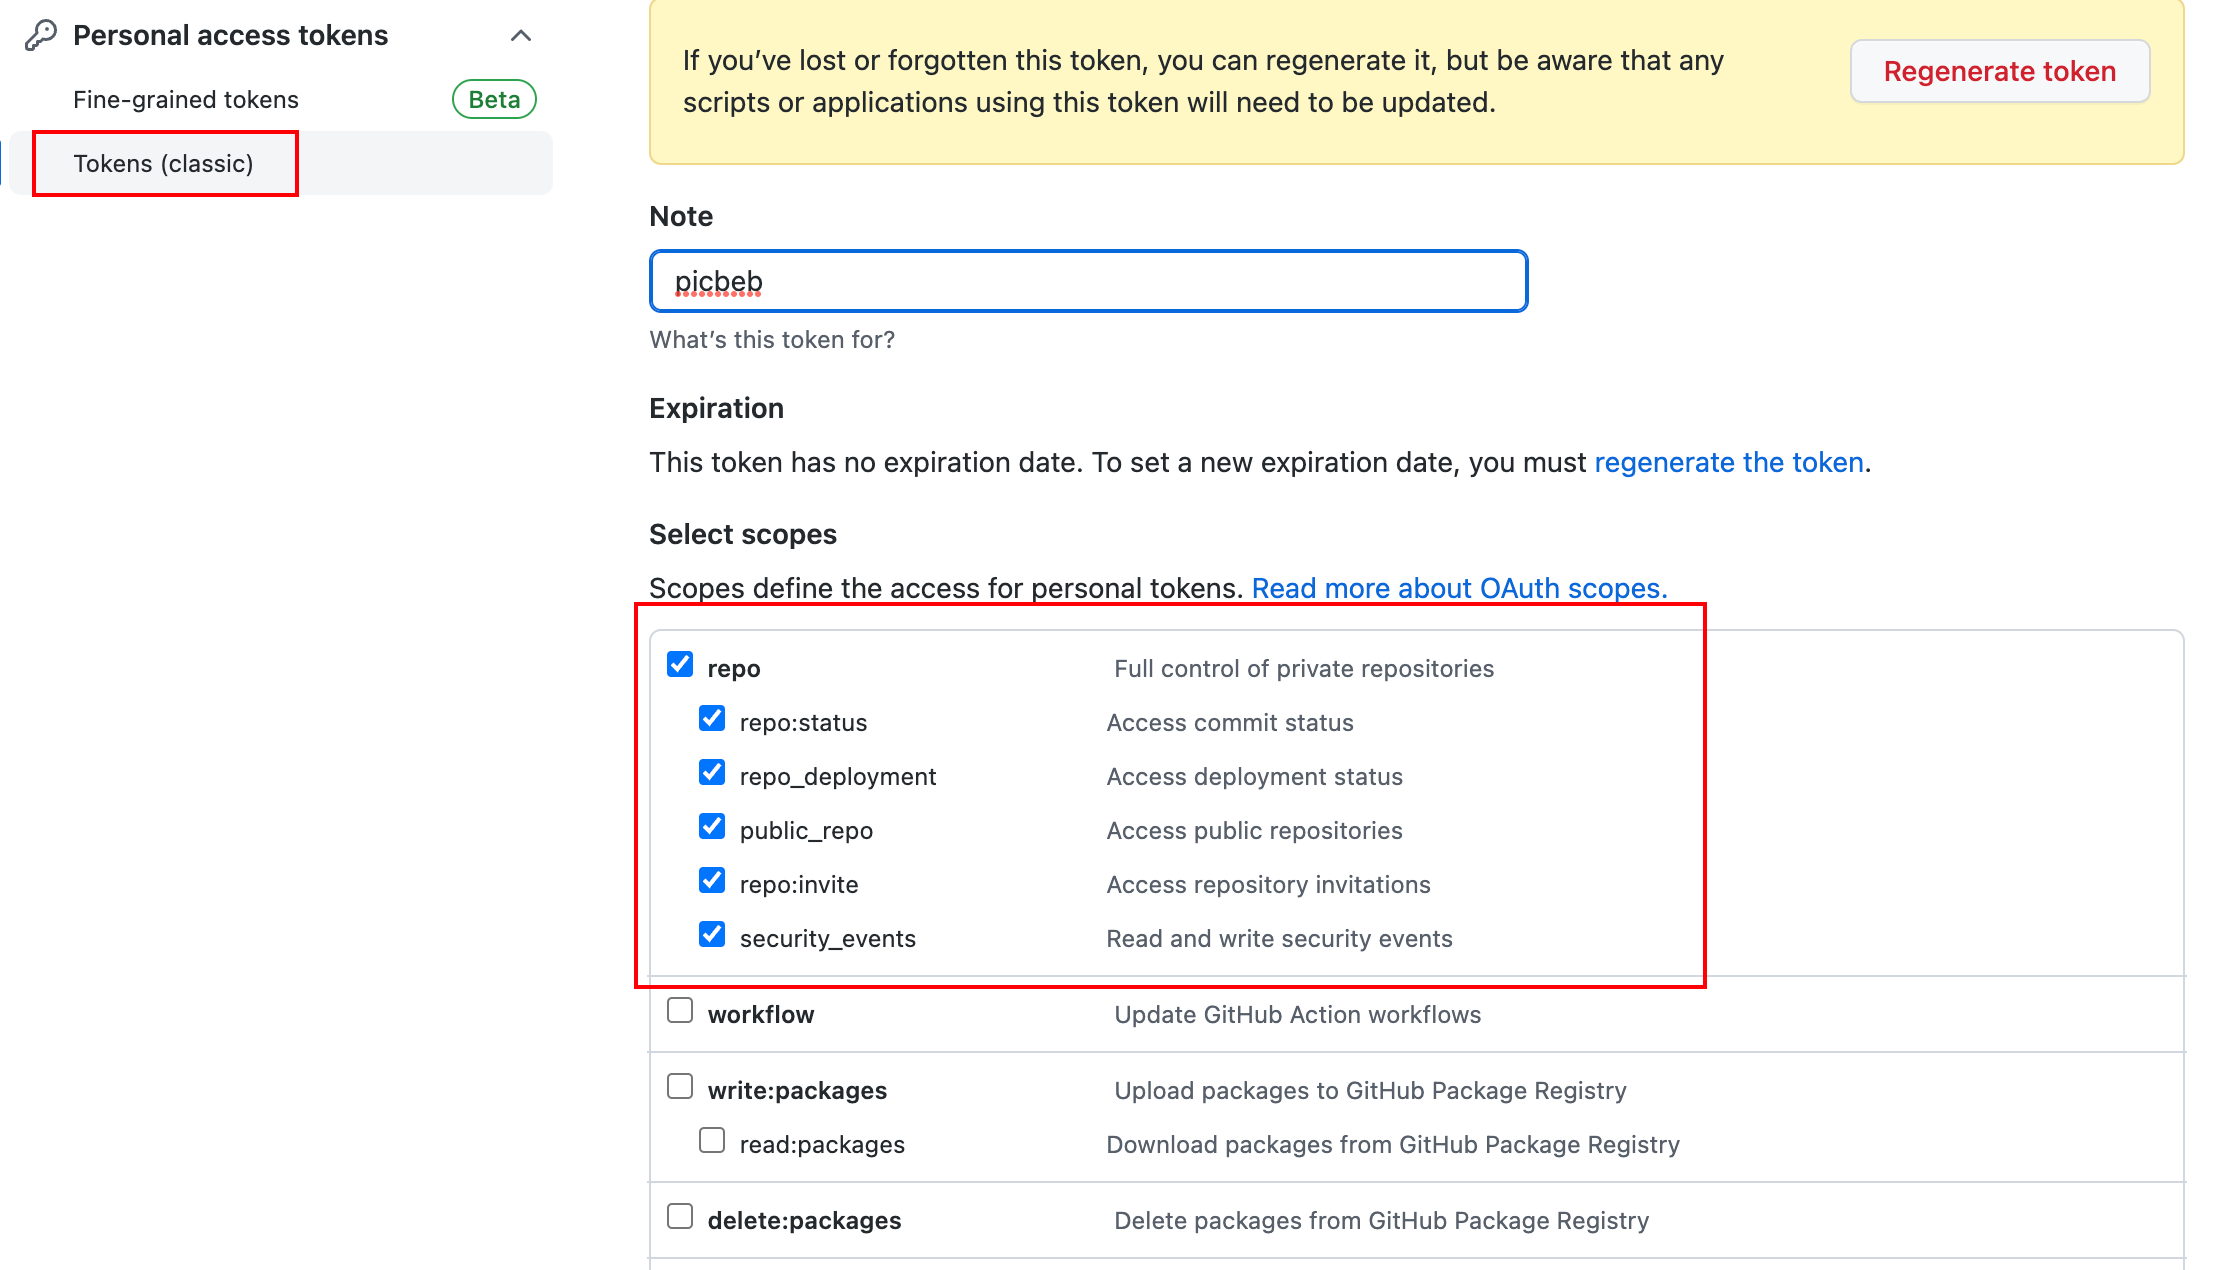 Personal access tokens
Fine-grained tokens
Beta
Tokens (classic)
If you’ve lost or forgotten this token, you can regenerate it, but be aware that any
scripts or applications using this token will need to be updated.
Regenerate token
Note
picbeb
What’s this token for?
Expiration
This token has no expiration date. To set a new expiration date, you must regenerate the token.
Select scopes
Scopes define the access for personal tokens. Read more about OAuth scopes.
repo Full control of private repositories
repo:status Access commit status
repo_deployment Access deployment status
public_repo Access public repositories
repo:invite Access repository invitations
security_events Read and write security events
workflow Update GitHub Action workflows
write:packages Upload packages to GitHub Package Registry
read:packages Download packages from GitHub Package Registry
delete:packages Delete packages from GitHub Package Registry